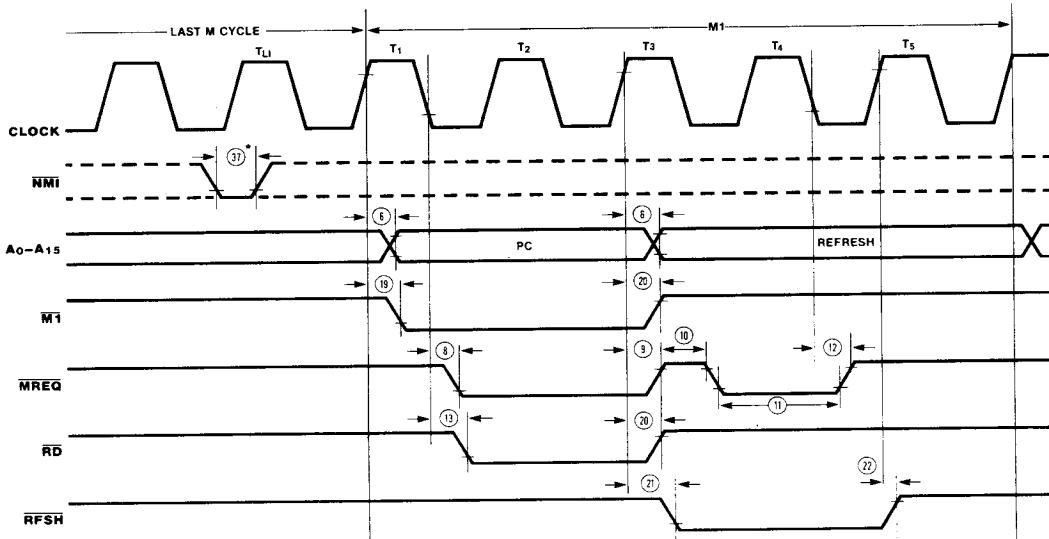 LAST M CYCLE M1
TLI T1 T2 T3 T4 T5
CLOCK
37*
NMI
6 6
A0–A15 PC REFRESH
19 20
M1
8 9 10 12
MREQ
11
13 20
RD
21 22
RFSH